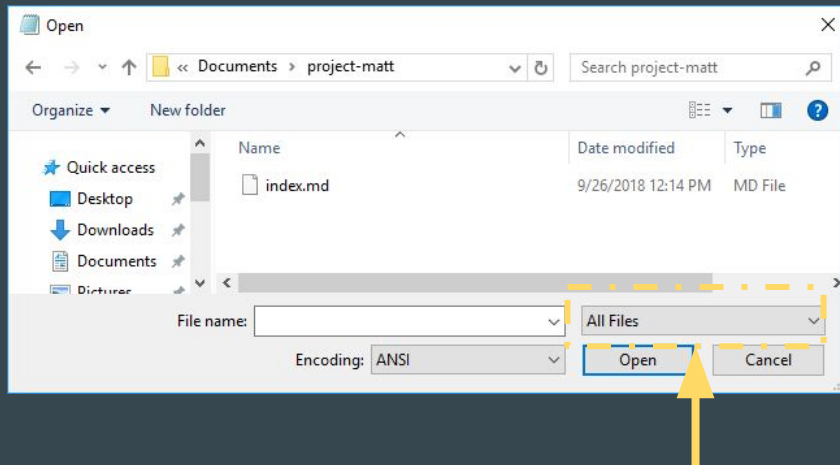 Open
« Documents › project-matt
Search project-matt
Organize
New folder
Name
Date modified
Type
Quick access
Desktop
Downloads
Documents
Pictures
index.md
9/26/2018 12:14 PM
MD File
File name:
All Files
Encoding: ANSI
Open
Cancel